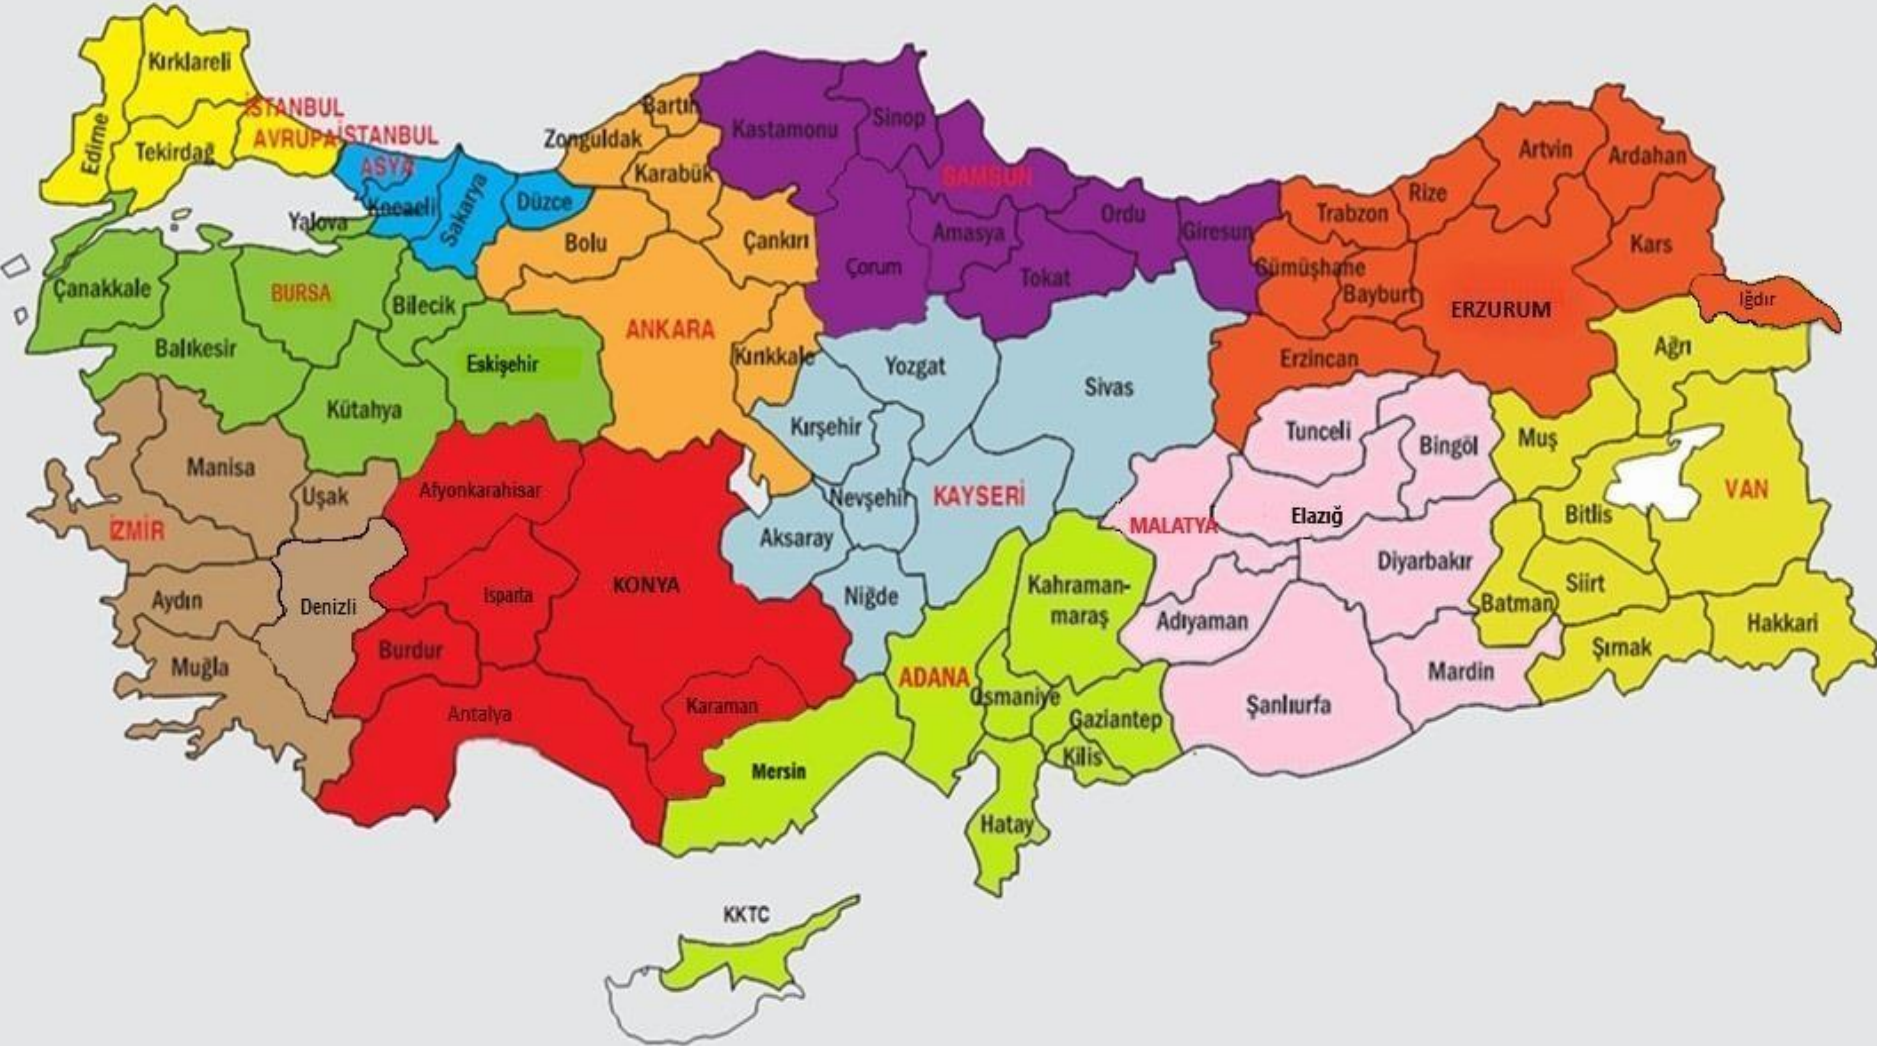 Kırklareli
Edirne
Tekirdağ
İSTANBUL
AVRUPA
İSTANBUL
ASYA
Kocaeli
Sakarya
Düzce
Yalova
Zonguldak
Bartın
Karabük
Bolu
Çankırı
ANKARA
Kırıkkale
Kastamonu
Sinop
SAMSUN
Çorum
Amasya
Tokat
Ordu
Giresun
Trabzon
Rize
Artvin
Ardahan
Kars
Gümüşhane
Bayburt
ERZURUM
Iğdır
Erzincan
Çanakkale
BURSA
Bilecik
Balıkesir
Eskişehir
Kütahya
Manisa
Uşak
İZMİR
Aydın
Denizli
Muğla
Afyonkarahisar
Isparta
KONYA
Burdur
Antalya
Karaman
Yozgat
Sivas
Kırşehir
Nevşehir
KAYSERİ
Aksaray
Niğde
Kahraman-
maraş
ADANA
Osmaniye
Gaziantep
Kilis
Mersin
Hatay
Tunceli
Bingöl
MALATYA
Elazığ
Diyarbakır
Adıyaman
Şanlıurfa
Mardin
Ağrı
Muş
VAN
Bitlis
Siirt
Batman
Şırnak
Hakkari
KKTC